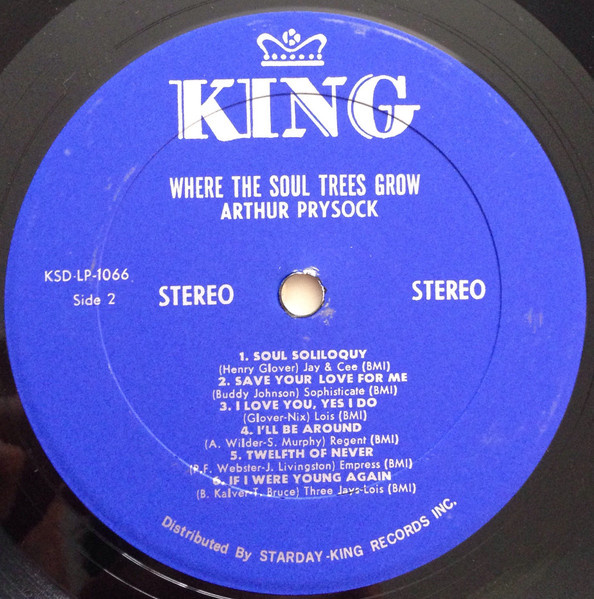 K
KING
WHERE THE SOUL TREES GROW
ARTHUR PRYSOCK
KSD-LP-1066
Side 2
STEREO
STEREO
1. SOUL SOLILOQUY
(Henry Glover) Jay & Cee (BMI)
2. SAVE YOUR LOVE FOR ME
(Buddy Johnson) Sophisticate (BMI)
3. I LOVE YOU, YES I DO
(Glover-Nix) Lois (BMI)
4. I'LL BE AROUND
(A. Wilder-S. Murphy) Regent (BMI)
5. TWELFTH OF NEVER
(P.F. Webster-J. Livingston) Empress (BMI)
6. IF I WERE YOUNG AGAIN
(B. Kalver-T. Bruce) Three Jays-Lois (BMI)
Distributed By STARDAY-KING RECORDS INC.